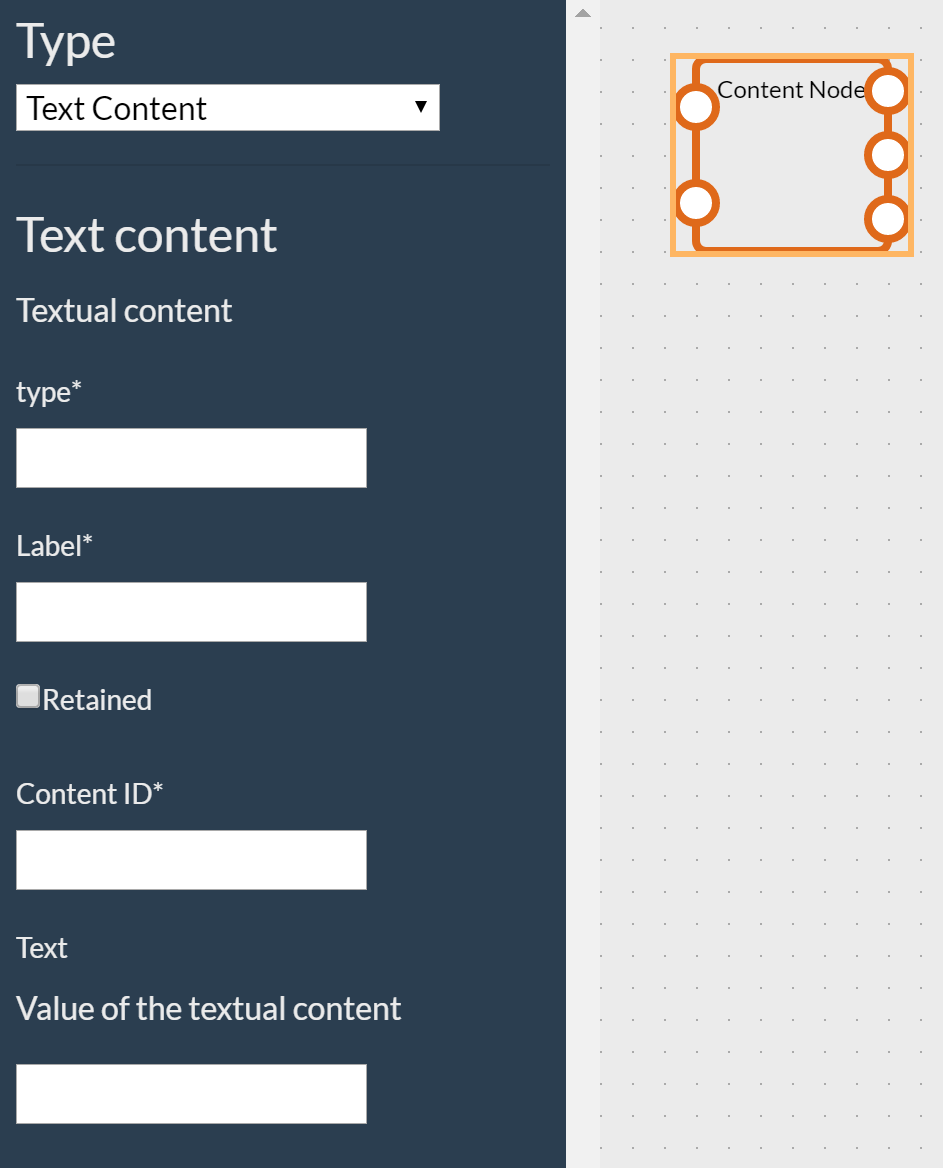 Type
Text Content
Text content
Textual content
type*
Label*
Retained
Content ID*
Text
Value of the textual content
Content Node